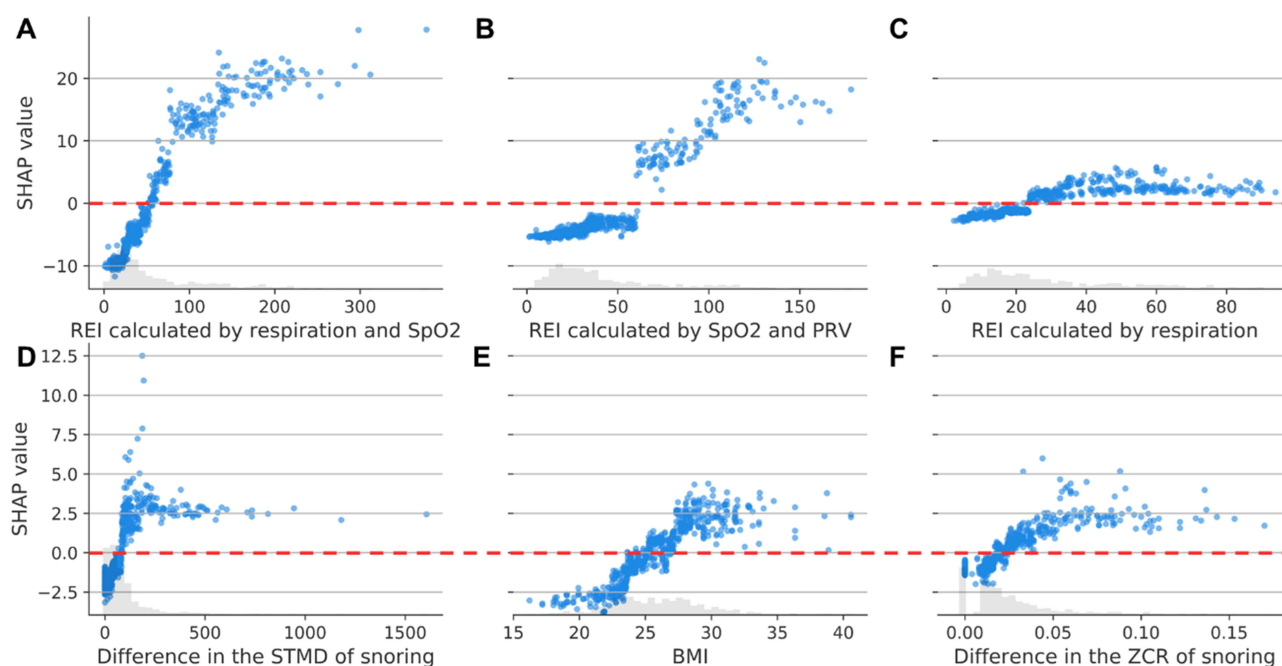 A
B
C
SHAP value
20
10
0
−10
0
100
200
300
0
50
100
150
0
20
40
60
80
REI calculated by respiration and SpO2
REI calculated by SpO2 and PRV
REI calculated by respiration
D
E
F
SHAP value
12.5
10.0
7.5
5.0
2.5
0.0
−2.5
0
500
1000
1500
15
20
25
30
35
40
0.00
0.05
0.10
0.15
Difference in the STMD of snoring
BMI
Difference in the ZCR of snoring